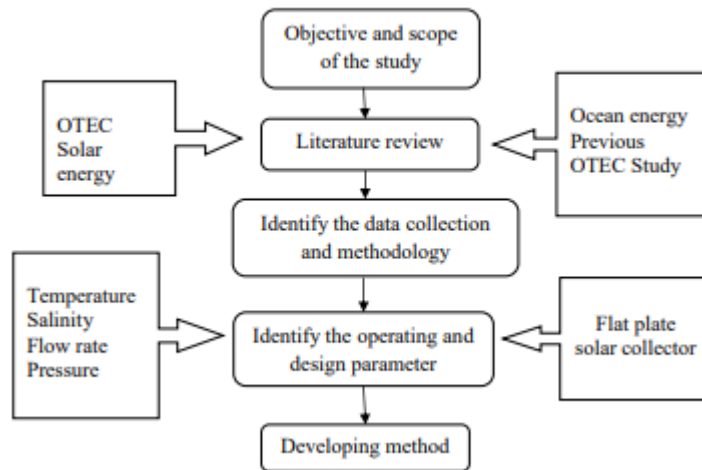 Objective and scope
of the study
OTEC
Solar
energy
Literature review
Ocean energy
Previous
OTEC Study
Identify the data collection
and methodology
Temperature
Salinity
Flow rate
Pressure
Identify the operating and
design parameter
Flat plate
solar collector
Developing method